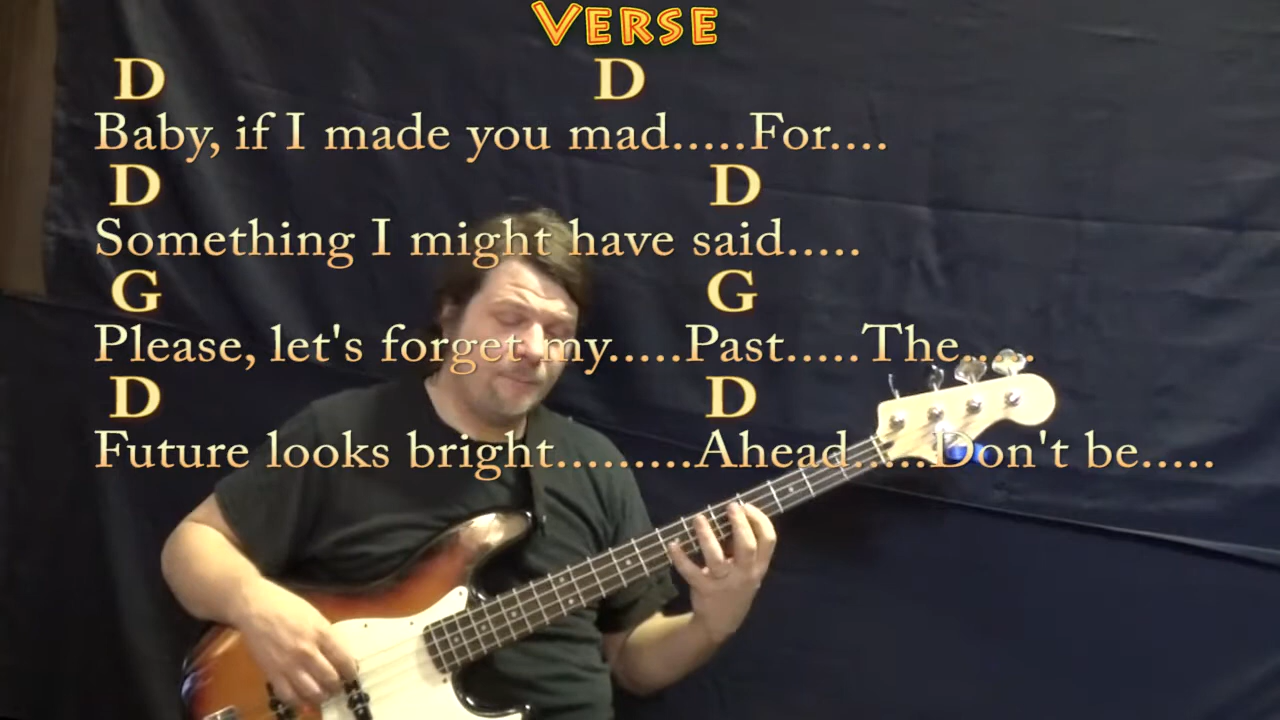 VERSE
D D
Baby, if I made you mad.....For....
D D
Something I might have said.....
G G
Please, let's forget my.....Past.....The.....
D D
Future looks bright.........Ahead.....Don't be.....